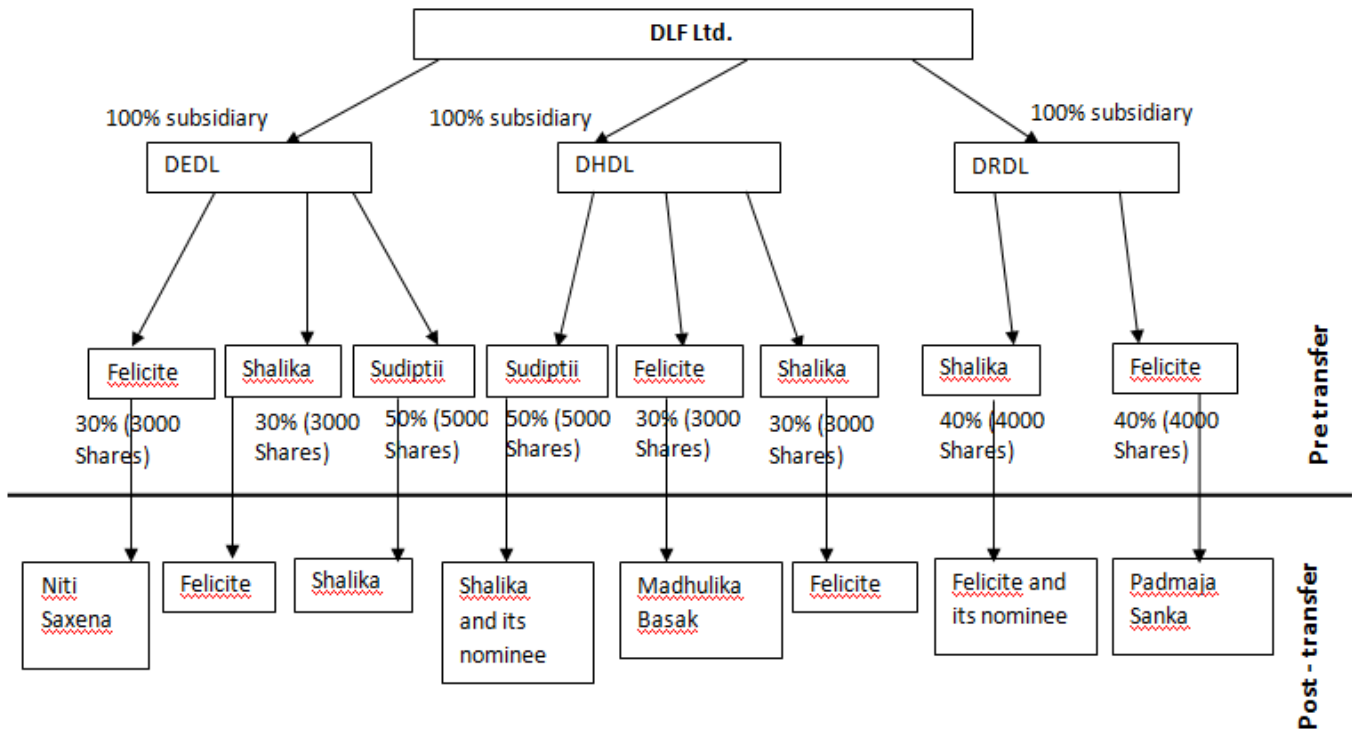 DLF Ltd.
100% subsidiary
100% subsidiary
100% subsidiary
DEDL
DHDL
DRDL
Felicite
Shalika
Sudiptii
Sudiptii
Felicite
Shalika
Shalika
Felicite
30% (3000
Shares)
30% (3000
Shares)
50% (5000
Shares)
50% (5000
Shares)
30% (3000
Shares)
30% (3000
Shares)
40% (4000
Shares)
40% (4000
Shares)
Pre transfer
Niti
Saxena
Felicite
Shalika
Shalika
and its
nominee
Madhulika
Basak
Felicite
Felicite and
its nominee
Padmaja
Sanka
Post - transfer